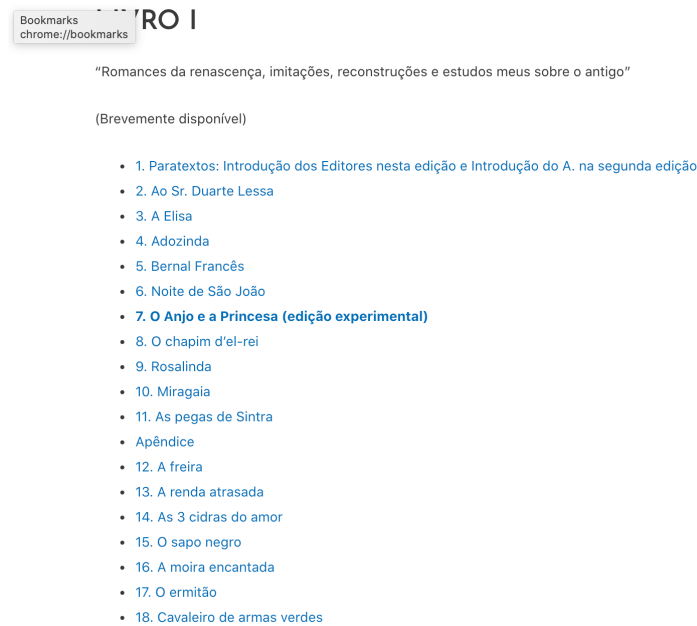 Bookmarks
chrome://bookmarks
VRO I
“Romances da renascença, imitações, reconstruções e estudos meus sobre o antigo”
(Brevemente disponível)
1. Paratextos: Introdução dos Editores nesta edição e Introdução do A. na segunda edição
2. Ao Sr. Duarte Lessa
3. A Elisa
4. Adozinda
5. Bernal Francês
6. Noite de São João
7. O Anjo e a Princesa (edição experimental)
8. O chapim d’el-rei
9. Rosalinda
10. Miragaia
11. As pegas de Sintra
Apêndice
12. A freira
13. A renda atrasada
14. As 3 cidras do amor
15. O sapo negro
16. A moira encantada
17. O ermitão
18. Cavaleiro de armas verdes